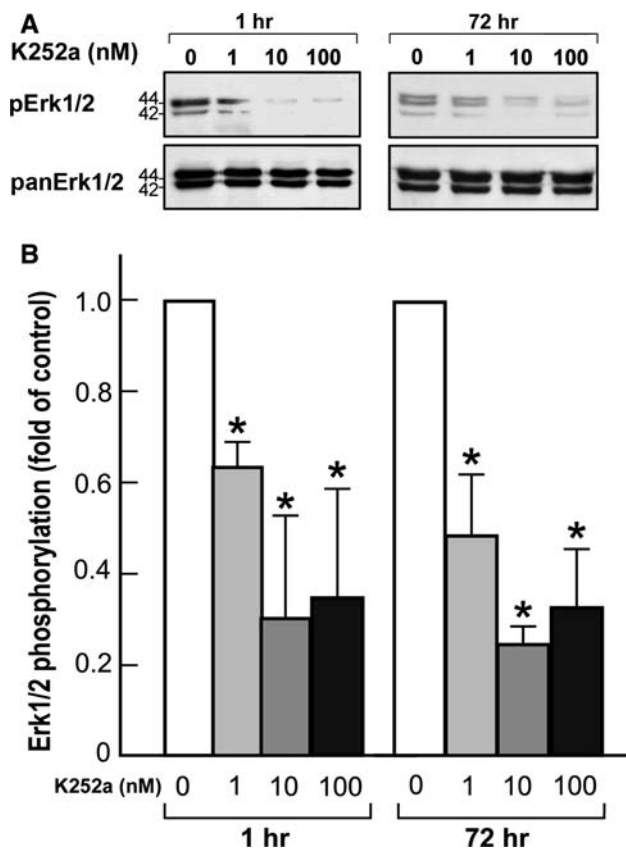 A
1 hr
72 hr
K252a (nM)
0 1 10 100
0 1 10 100
pErk1/2
44
42
panErk1/2
44
42
B
Erk1/2 phosphorylation (fold of control)
1.0
0.8
0.6
0.4
0.2
0
* * *
* * *
K252a (nM)
0 1 10 100
0 1 10 100
1 hr
72 hr